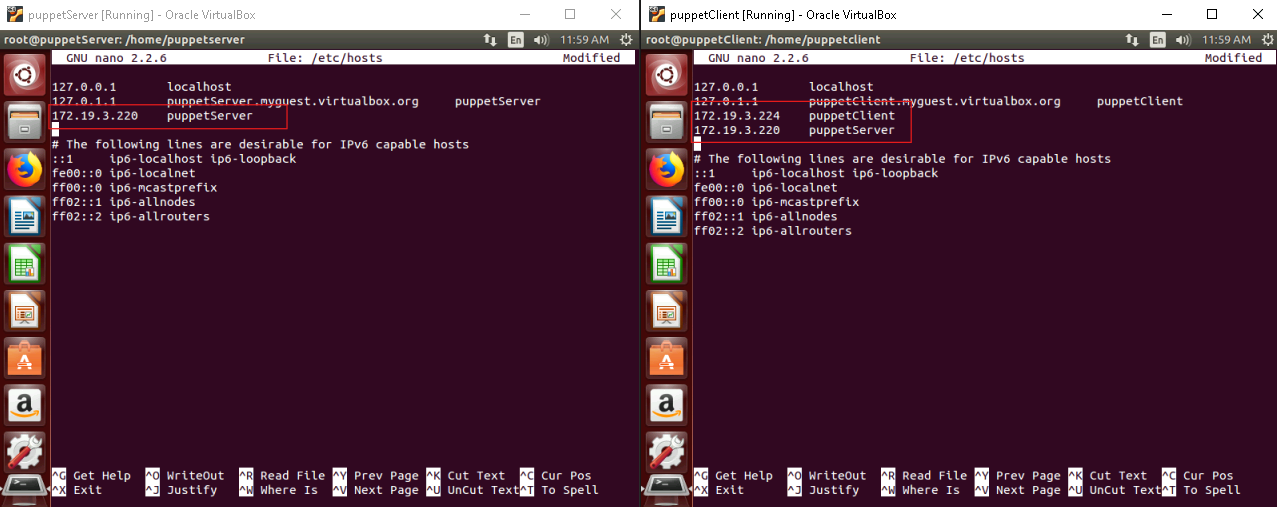 puppetServer [Running] - Oracle VirtualBox
root@puppetServer: /home/puppetserver En 11:59 AM
GNU nano 2.2.6 File: /etc/hosts Modified
127.0.0.1 localhost
127.0.1.1 puppetServer.myguest.virtualbox.org puppetServer
172.19.3.220 puppetServer
# The following lines are desirable for IPv6 capable hosts
::1 ip6-localhost ip6-loopback
fe00::0 ip6-localnet
ff00::0 ip6-mcastprefix
ff02::1 ip6-allnodes
ff02::2 ip6-allrouters
^G Get Help ^O WriteOut ^R Read File ^Y Prev Page ^K Cut Text ^C Cur Pos
^X Exit ^J Justify ^W Where Is ^V Next Page ^U UnCut Text ^T To Spell
puppetClient [Running] - Oracle VirtualBox
root@puppetClient: /home/puppetclient En 11:59 AM
GNU nano 2.2.6 File: /etc/hosts Modified
127.0.0.1 localhost
127.0.1.1 puppetClient.myguest.virtualbox.org puppetClient
172.19.3.224 puppetClient
172.19.3.220 puppetServer
# The following lines are desirable for IPv6 capable hosts
::1 ip6-localhost ip6-loopback
fe00::0 ip6-localnet
ff00::0 ip6-mcastprefix
ff02::1 ip6-allnodes
ff02::2 ip6-allrouters
^G Get Help ^O WriteOut ^R Read File ^Y Prev Page ^K Cut Text ^C Cur Pos
^X Exit ^J Justify ^W Where Is ^V Next Page ^U UnCut Text ^T To Spell